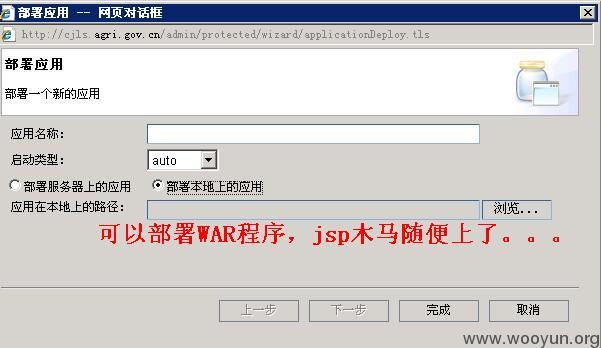 部署应用 -- 网页对话框
http://cjls.agri.gov.cn/admin/protected/wizard/applicationDeploy.tls
部署应用
部署一个新的应用
应用名称：
启动类型： auto
部署服务器上的应用 部署本地上的应用
应用在本地上的路径： 浏览...
可以部署WAR程序，jsp木马随便上了。。。
上一步 下一步 完成 取消
www.wooyun.org